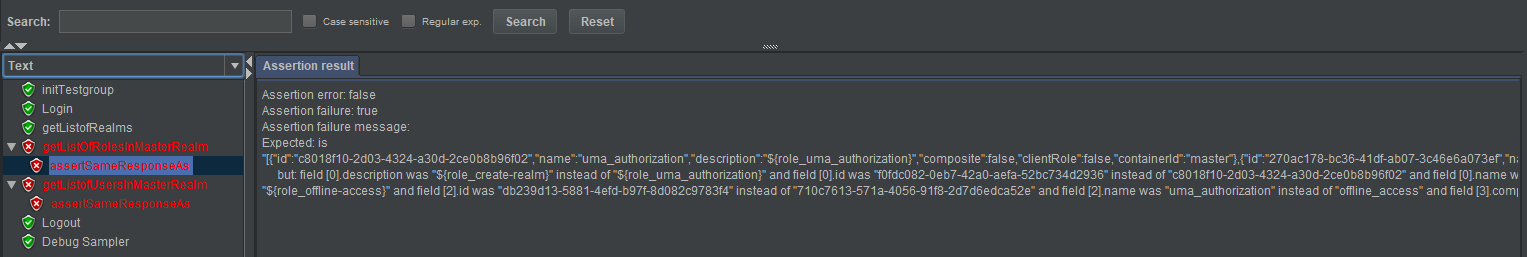 Search:
Case sensitive
Regular exp.
Search
Reset
Text
Assertion result
initTestgroup
Login
getListofRealms
getListOfRolesInMasterRealm
assertSameResponseAs
getListofUsersInMasterRealm
assertSameResponseAs
Logout
Debug Sampler
Assertion error: false
Assertion failure: true
Assertion failure message:
Expected: is
"[{"id":"c8018f10-2d03-4324-a30d-2ce0b8b96f02","name":"uma_authorization","description":"${role_uma_authorization}","composite":false,"clientRole":false,"containerId":"master"},{"id":"270ac178-bc36-41df-ab07-3c46e6a073ef","na
but: field [0].description was "${role_create-realm}" instead of "${role_uma_authorization}" and field [0].id was "f0fdc082-0eb7-42a0-aefa-52bc734d2936" instead of "c8018f10-2d03-4324-a30d-2ce0b8b96f02" and field [0].name w
"${role_offline-access}" and field [2].id was "db239d13-5881-4efd-b97f-8d082c9783f4" instead of "710c7613-571a-4056-91f8-2d7d6edca52e" and field [2].name was "uma_authorization" instead of "offline_access" and field [3].comp